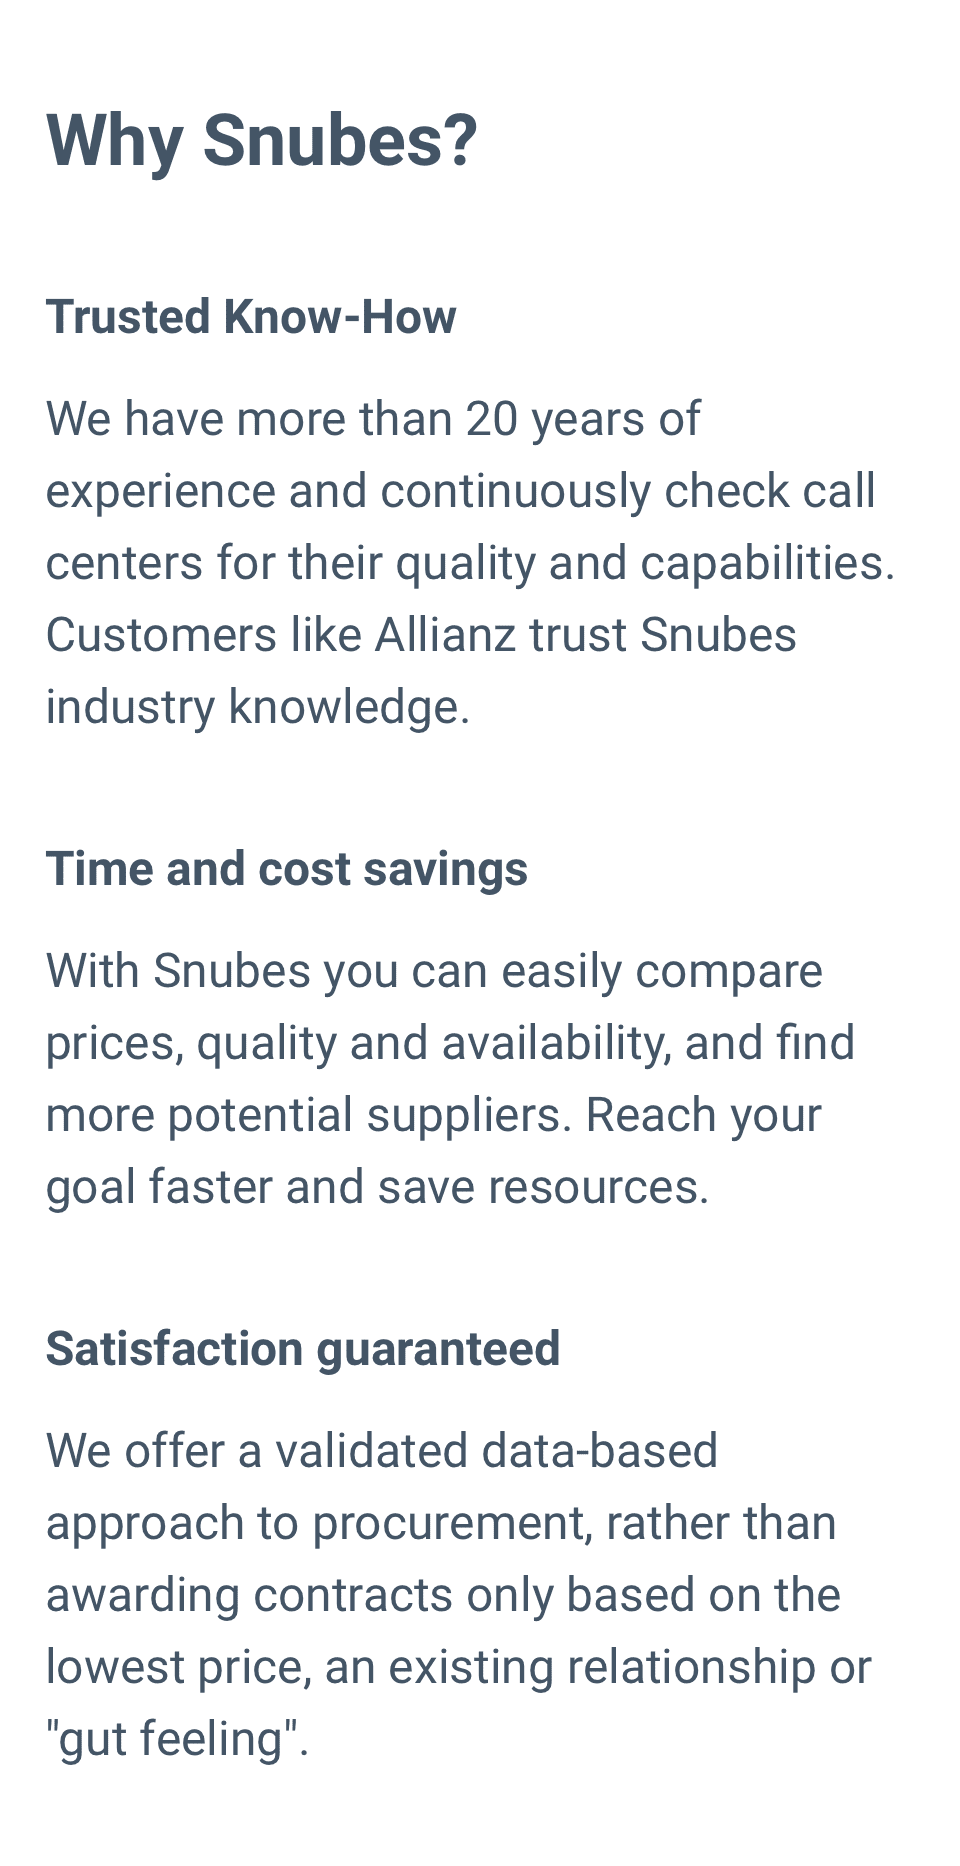 Why Snubes?
Trusted Know-How
We have more than 20 years of
experience and continuously check call
centers for their quality and capabilities.
Customers like Allianz trust Snubes
industry knowledge.
Time and cost savings
With Snubes you can easily compare
prices, quality and availability, and find
more potential suppliers. Reach your
goal faster and save resources.
Satisfaction guaranteed
We offer a validated data-based
approach to procurement, rather than
awarding contracts only based on the
lowest price, an existing relationship or
"gut feeling".